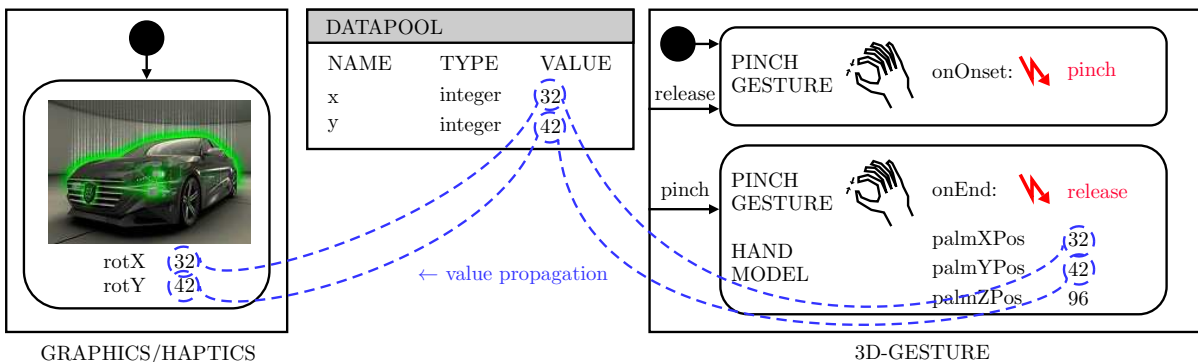 DATAPOOL
NAME TYPE VALUE
x integer 32
y integer 42
rotX 32
rotY 42
GRAPHICS/HAPTICS
← value propagation
release
pinch
PINCH
GESTURE
onOnset: pinch
PINCH
GESTURE
onEnd: release
HAND
MODEL
palmXPos 32
palmYPos 42
palmZPos 96
3D-GESTURE